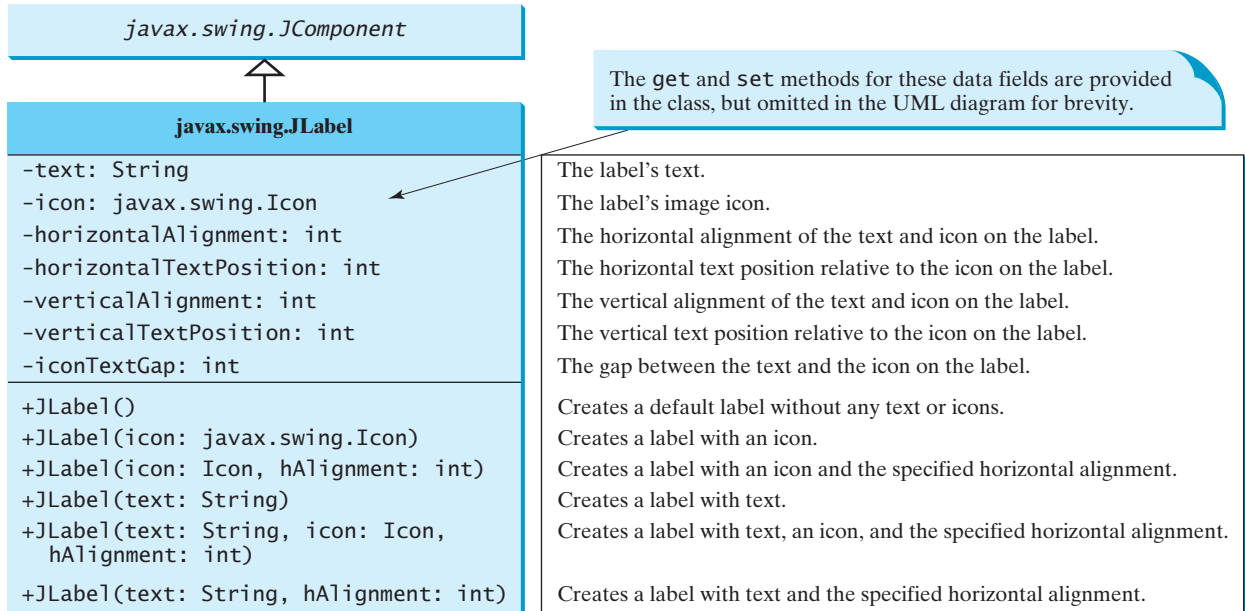 javax.swing.JComponent
The get and set methods for these data fields are provided
in the class, but omitted in the UML diagram for brevity.
javax.swing.JLabel
-text: String
The label's text.
-icon: javax.swing.Icon
The label's image icon.
-horizontalAlignment: int
The horizontal alignment of the text and icon on the label.
-horizontalTextPosition: int
The horizontal text position relative to the icon on the label.
-verticalAlignment: int
The vertical alignment of the text and icon on the label.
-verticalTextPosition: int
The vertical text position relative to the icon on the label.
-iconTextGap: int
The gap between the text and the icon on the label.
+JLabel()
Creates a default label without any text or icons.
+JLabel(icon: javax.swing.Icon)
Creates a label with an icon.
+JLabel(icon: Icon, hAlignment: int)
Creates a label with an icon and the specified horizontal alignment.
+JLabel(text: String)
Creates a label with text.
+JLabel(text: String, icon: Icon,
hAlignment: int)
Creates a label with text, an icon, and the specified horizontal alignment.
+JLabel(text: String, hAlignment: int)
Creates a label with text and the specified horizontal alignment.